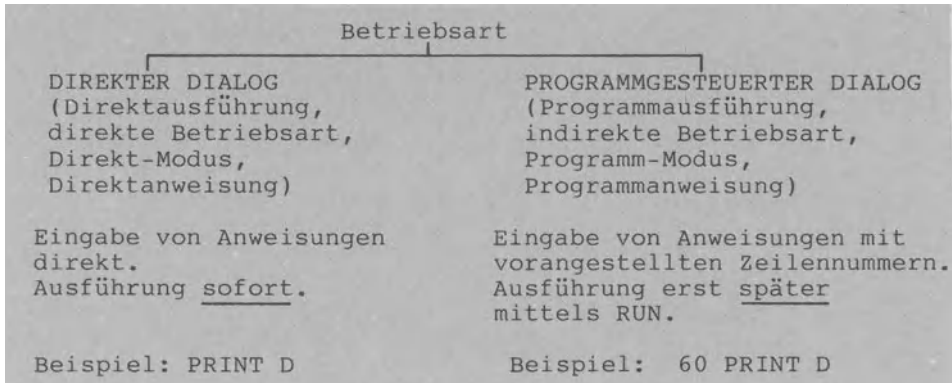 Betriebsart
DIREKTER DIALOG
(Direktausführung,
direkte Betriebsart,
Direkt-Modus,
Direktanweisung)
Eingabe von Anweisungen
direkt.
Ausführung sofort.
Beispiel: PRINT D
PROGRAMMGESTEUERTER DIALOG
(Programmausführung,
indirekte Betriebsart,
Programm-Modus,
Programmanweisung)
Eingabe von Anweisungen mit
vorangestellten Zeilennummern.
Ausführung erst später
mittels RUN.
Beispiel: 60 PRINT D